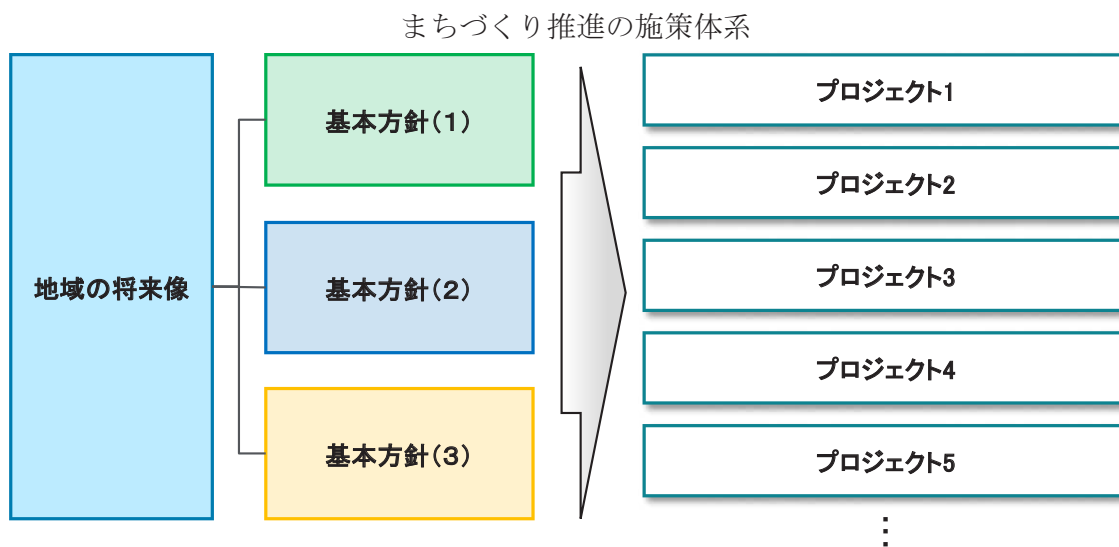 まちづくり推進の施策体系
地域の将来像
基本方針(1)
基本方針(2)
基本方針(3)
プロジェクト1
プロジェクト2
プロジェクト3
プロジェクト4
プロジェクト5
⋮